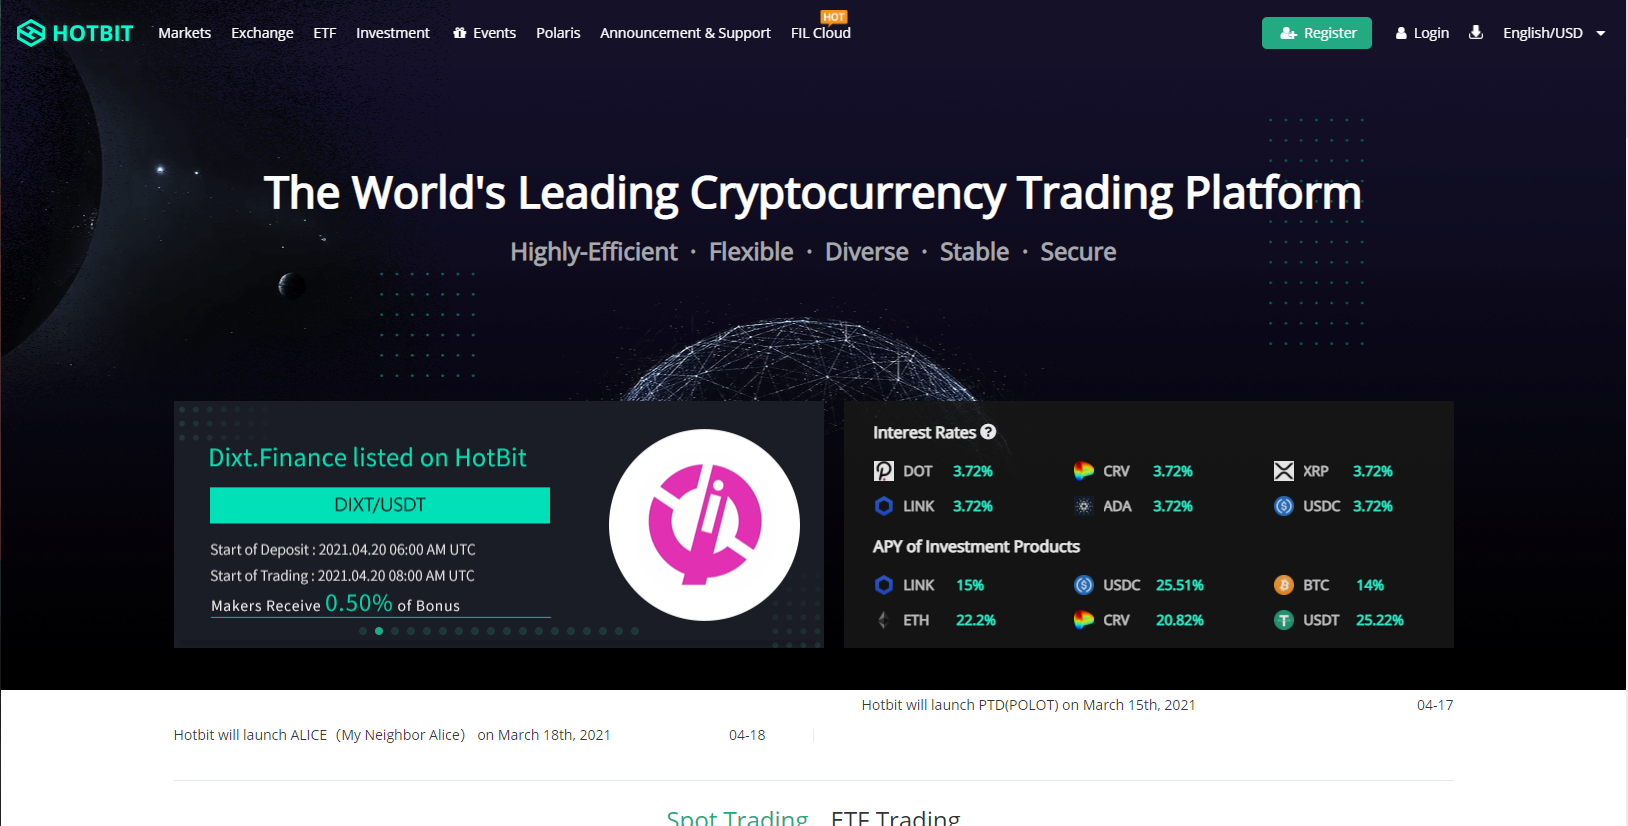 HOTBIT Markets Exchange ETF Investment Events Polaris Announcement & Support FIL Cloud HOT Register Login English/USD
The World's Leading Cryptocurrency Trading Platform
Highly-Efficient · Flexible · Diverse · Stable · Secure
Dixt.Finance listed on HotBit
DIXT/USDT
Start of Deposit : 2021.04.20 06:00 AM UTC
Start of Trading : 2021.04.20 08:00 AM UTC
Makers Receive 0.50% of Bonus
Interest Rates ?
DOT 3.72% CRV 3.72% XRP 3.72%
LINK 3.72% ADA 3.72% USDC 3.72%
APY of Investment Products
LINK 15% USDC 25.51% BTC 14%
ETH 22.2% CRV 20.82% USDT 25.22%
Hotbit will launch PTD(POLOT) on March 15th, 2021 04-17
Hotbit will launch ALICE（My Neighbor Alice） on March 18th, 2021 04-18
Spot Trading ETF Trading